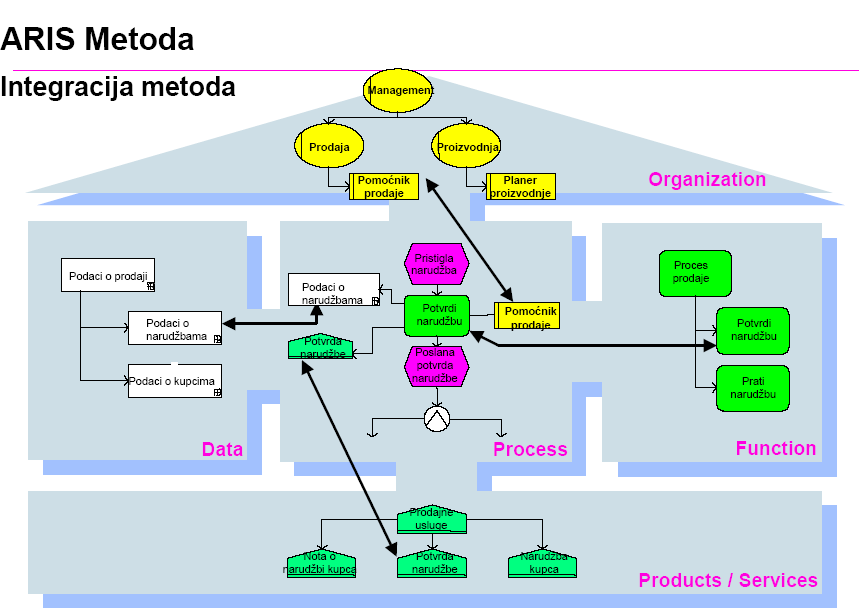 ARIS Metoda
Integracija metoda
Management
Prodaja
Proizvodnja
Pomoćnik
prodaje
Planer
proizvodnje
Organization
Podaci o prodaji
Podaci o
narudžbama
Podaci o kupcima
Data
Pristigla
narudžba
Podaci o
narudžbama
Potvrdi
narudžbu
Pomoćnik
prodaje
Potvrda
narudžbe
Poslana
potvrda
narudžbe
Process
Proces
prodaje
Potvrdi
narudžbu
Prati
narudžbu
Function
Prodajne
usluge
Nota o
narudžbi kupca
Potvrda
narudžbe
Narudžba
kupca
Products / Services